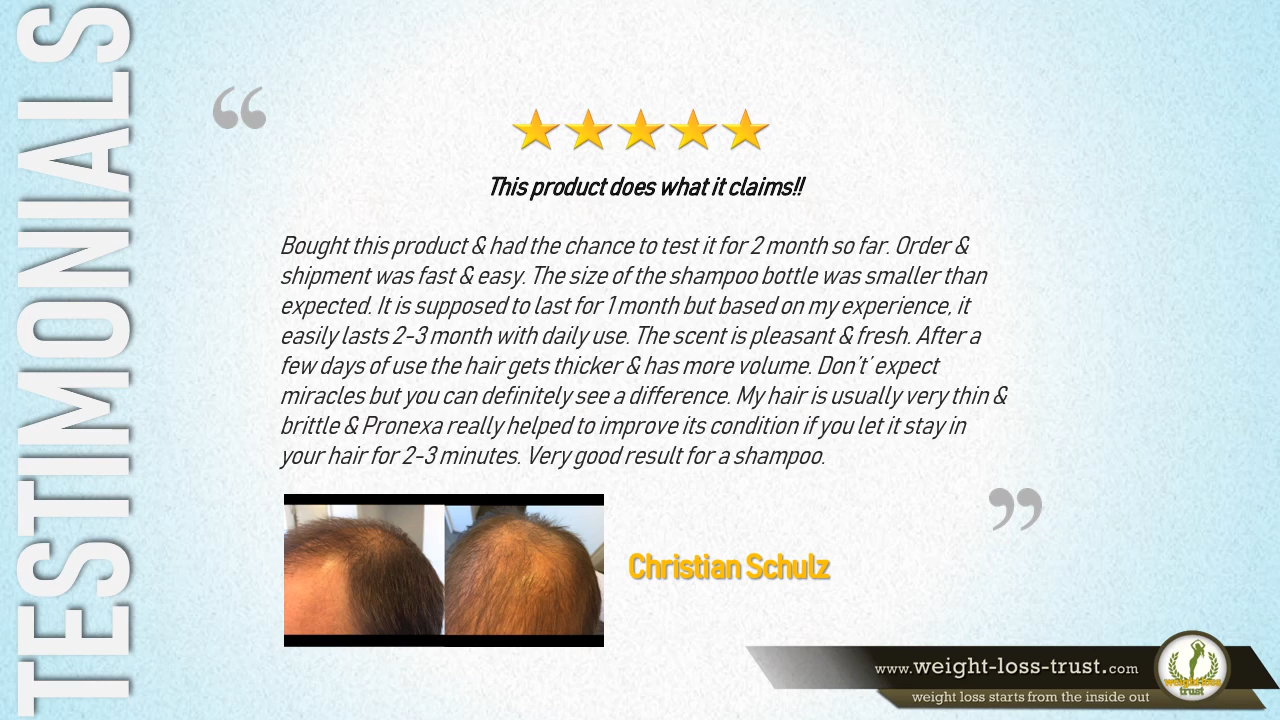 TESTIMONIALS
“
This product does what it claims!!
Bought this product & had the chance to test it for 2 month so far. Order &
shipment was fast & easy. The size of the shampoo bottle was smaller than
expected. It is supposed to last for 1 month but based on my experience, it
easily lasts 2-3 month with daily use. The scent is pleasant & fresh. After a
few days of use the hair gets thicker & has more volume. Don't' expect
miracles but you can definitely see a difference. My hair is usually very thin &
brittle & Pronexa really helped to improve its condition if you let it stay in
your hair for 2-3 minutes. Very good result for a shampoo.
”
Christian Schulz
www.weight-loss-trust.com
weight loss starts from the inside out
weight loss
trust